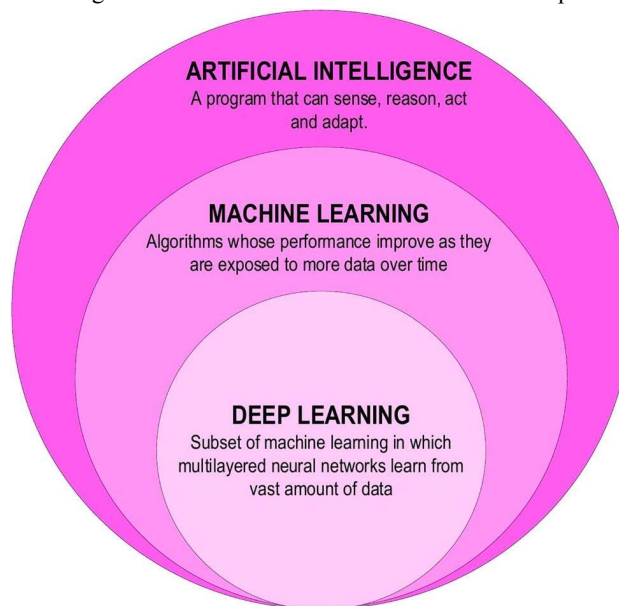 ARTIFICIAL INTELLIGENCE
A program that can sense, reason, act
and adapt.
MACHINE LEARNING
Algorithms whose performance improve as they
are exposed to more data over time
DEEP LEARNING
Subset of machine learning in which
multilayered neural networks learn from
vast amount of data